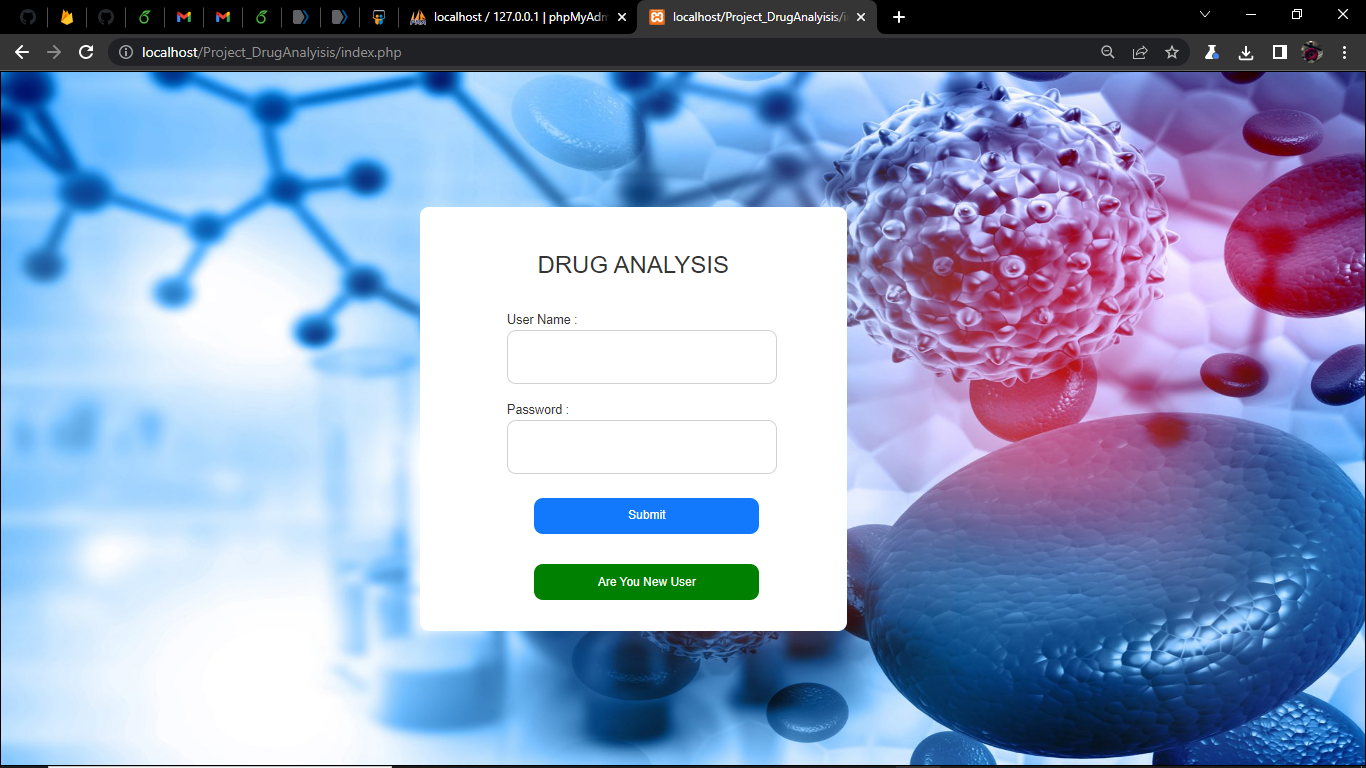 localhost / 127.0.0.1 | phpMyAdm
localhost/Project_DrugAnalyisis/i
localhost/Project_DrugAnalyisis/index.php
DRUG ANALYSIS
User Name :
Password :
Submit
Are You New User